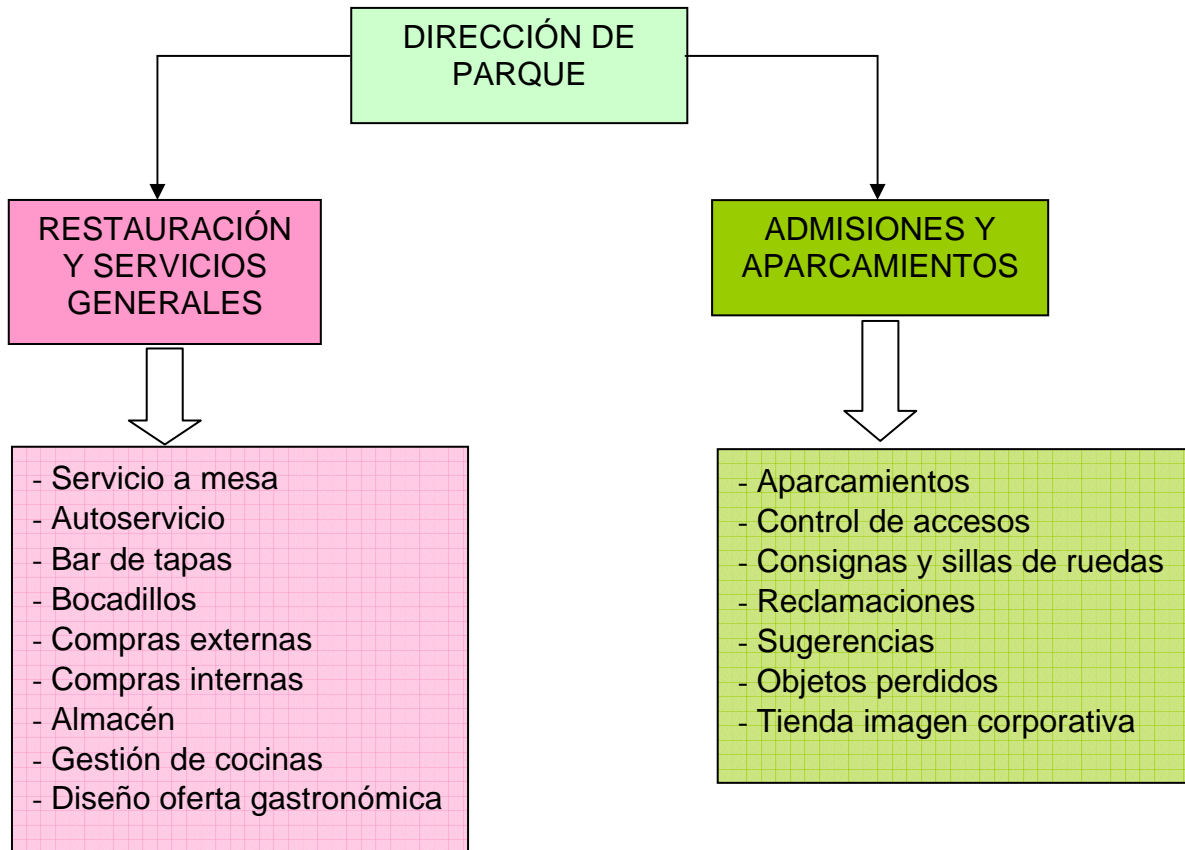 DIRECCIÓN DE
PARQUE
RESTAURACIÓN
Y SERVICIOS
GENERALES
ADMISIONES Y
APARCAMIENTOS
- Servicio a mesa
- Autoservicio
- Bar de tapas
- Bocadillos
- Compras externas
- Compras internas
- Almacén
- Gestión de cocinas
- Diseño oferta gastronómica
- Aparcamientos
- Control de accesos
- Consignas y sillas de ruedas
- Reclamaciones
- Sugerencias
- Objetos perdidos
- Tienda imagen corporativa